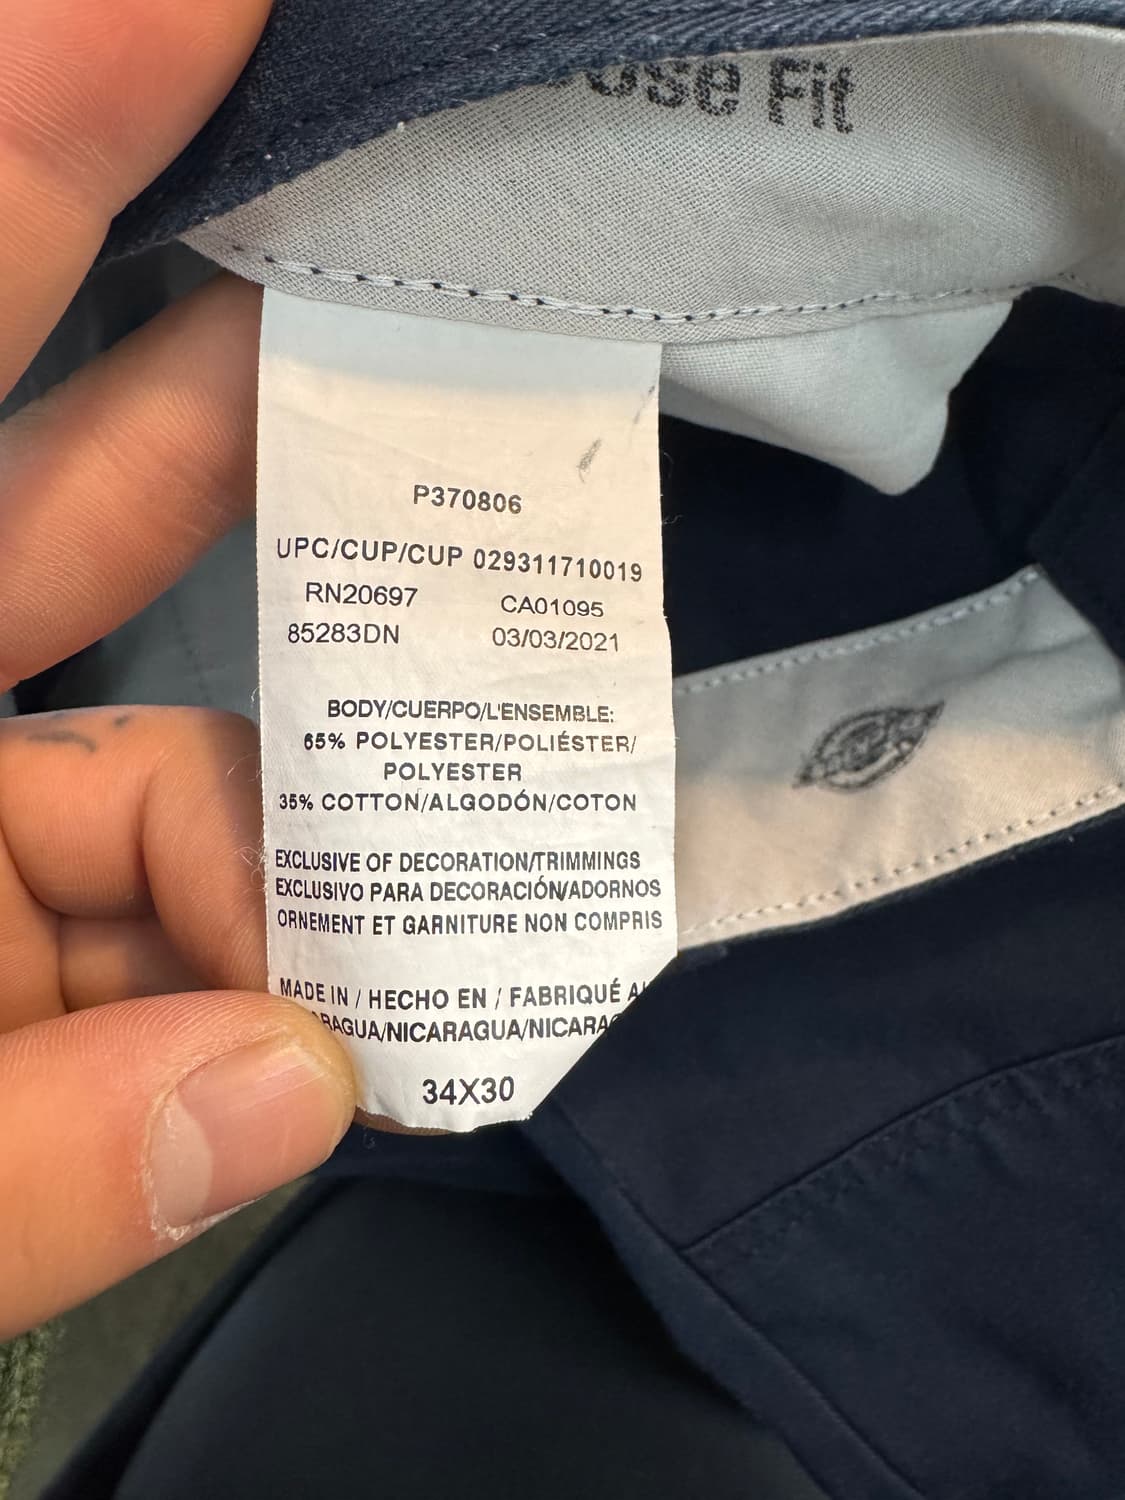 Fit
P370806
UPC/CUP/CUP 029311710019
RN20697 CA01095
85283DN 03/03/2021
BODY/CUERPO/L'ENSEMBLE:
65% POLYESTER/POLIÉSTER/
POLYESTER
35% COTTON/ALGODÓN/COTON
EXCLUSIVE OF DECORATION/TRIMMINGS
EXCLUSIVO PARA DECORACIÓN/ADORNOS
ORNEMENT ET GARNITURE NON COMPRIS
MADE IN / HECHO EN / FABRIQUÉ
NICARAGUA
34X30